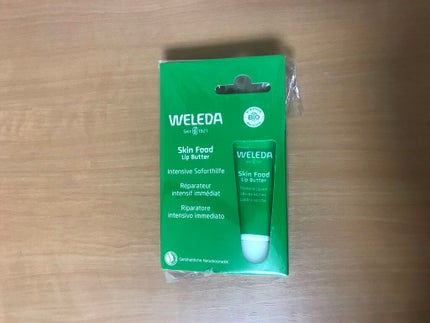 WELEDA
SEIT 1921
Skin Food
Lip Butter
Intensive Soforthilfe
Réparateur
intensif immédiat
Riparatore
intensivo immediato
BIO
WELEDA
Skin Food
Lip Butter